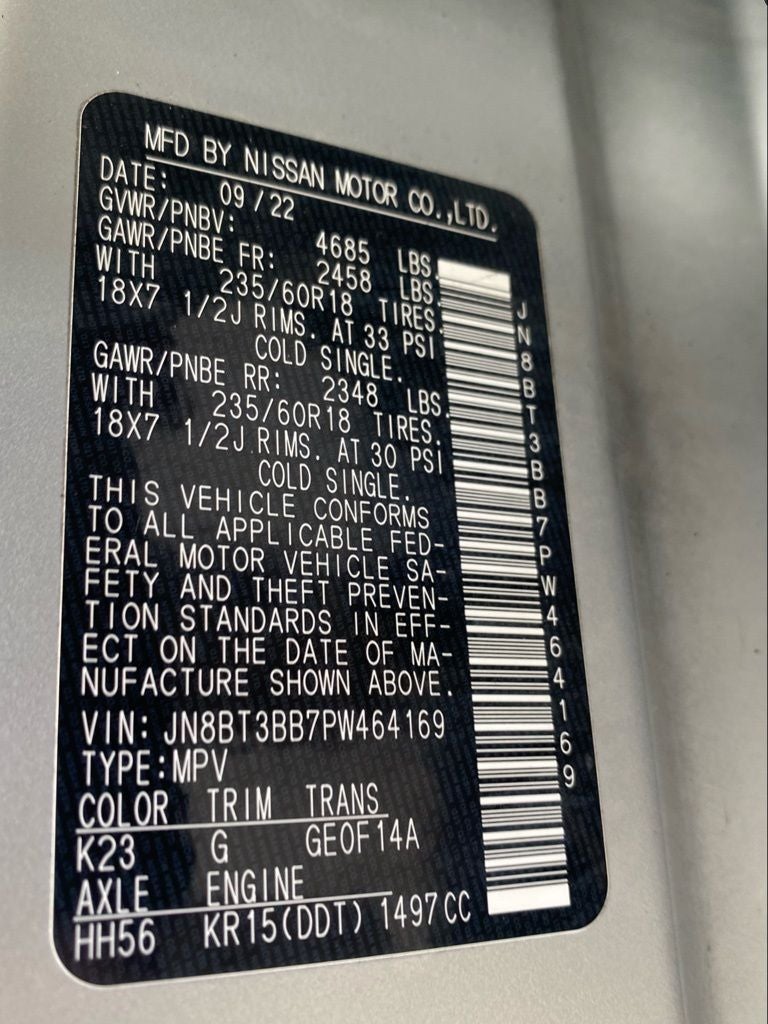 MFD BY NISSAN MOTOR CO.,LTD.
DATE: 09/22
GVWR/PNBV: 4685 LBS.
GAWR/PNBE FR: 2458 LBS.
WITH 235/60R18 TIRES.
18X7 1/2J RIMS. AT 33 PSI
COLD SINGLE.
GAWR/PNBE RR: 2348 LBS.
WITH 235/60R18 TIRES.
18X7 1/2J RIMS. AT 30 PSI
COLD SINGLE.
THIS VEHICLE CONFORMS
TO ALL APPLICABLE FED-
ERAL MOTOR VEHICLE SA-
FETY AND THEFT PREVEN-
TION STANDARDS IN EFF-
ECT ON THE DATE OF MA-
NUFACTURE SHOWN ABOVE.
VIN: JN8BT3BB7PW464169
TYPE:MPV
COLOR TRIM TRANS
K23 G GEOF14A
AXLE ENGINE
HH56 KR15(DDT) 1497CC
JN8BT3BB7PW464169